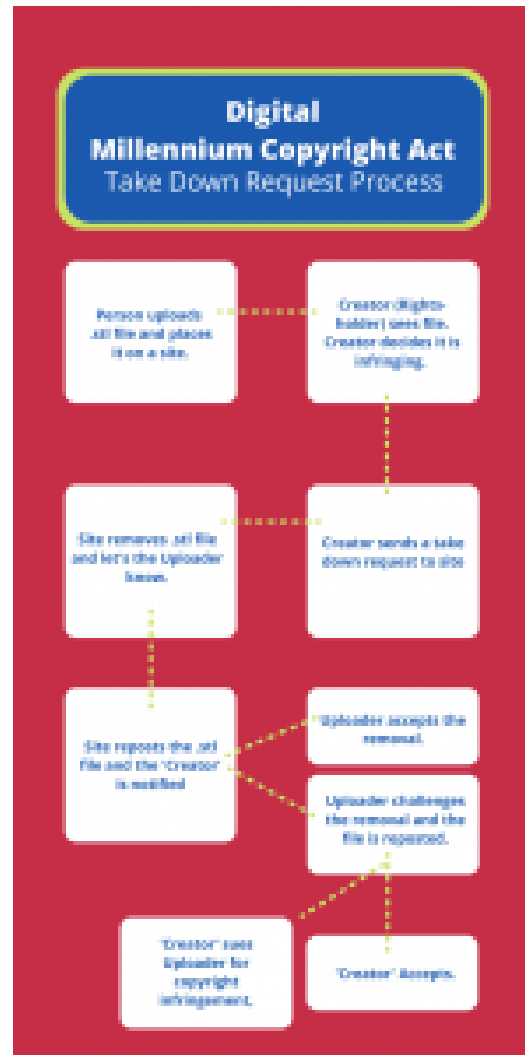 Digital
Millennium Copyright Act
Take Down Request Process
Person uploads
.stl file and places
it on a site.
Creator (Rights-
holder) sees file.
Creator decides it is
infringing.
Creator sends a take
down request to site
Site removes .stl file
and let's the Uploader
know.
Site reposts the .stl
file and the 'Creator'
is notified
Uploader accepts the
removal.
Uploader challenges
the removal and the
file is reposted.
'Creator' sues
Uploader for
copyright
infringement.
'Creator' Accepts.